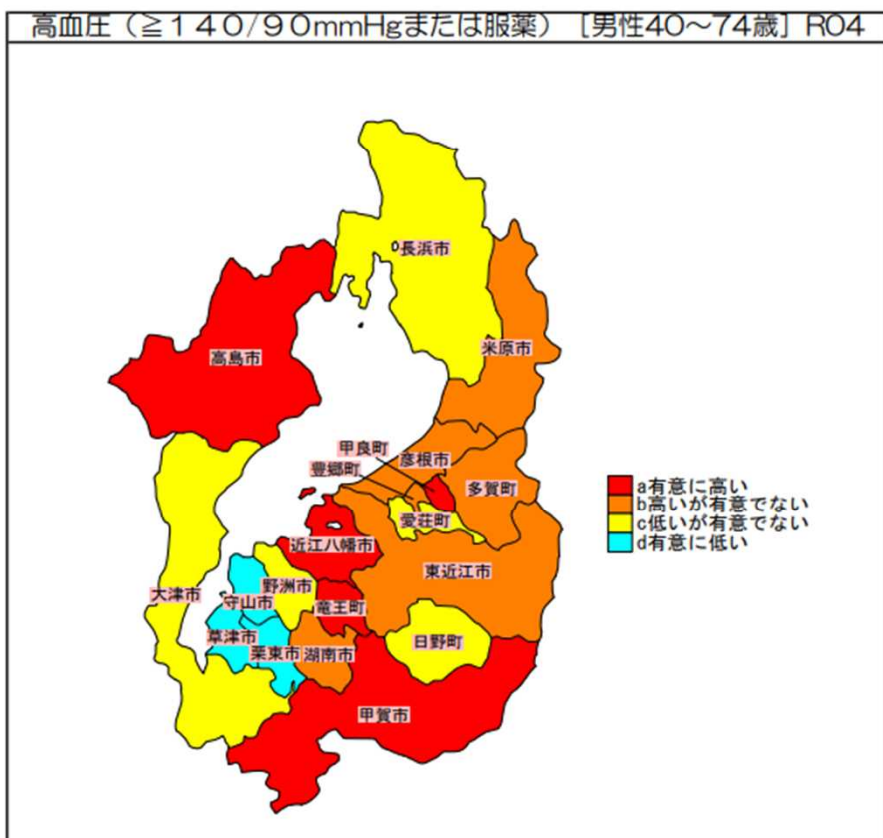 高血圧（≧１４０/９０mmHgまたは服薬） [男性40～74歳] R04
長浜市
米原市
高島市
甲良町
彦根市
豊郷町
多賀町
愛荘町
近江八幡市
東近江市
野洲市
大津市
守山市
竜王町
草津市
栗東市
湖南市
日野町
甲賀市
a有意に高い
b高いが有意でない
c低いが有意でない
d有意に低い